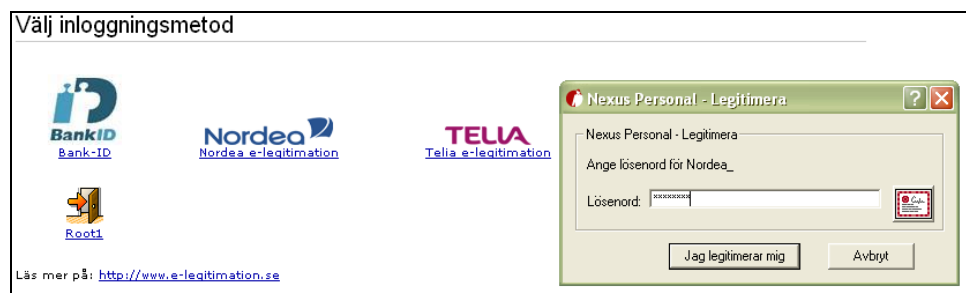 Välj inloggningsmetod
BankID
Bank-ID
Nordea
Nordea e-legitimation
TELIA
Telia e-legitimation
Root1
Läs mer på: http://www.e-legitimation.se
Nexus Personal - Legitimera
Nexus Personal - Legitimera
Ange lösenord för Nordea_
Lösenord: xxxxxxxx
Jag legitimerar mig
Avbryt